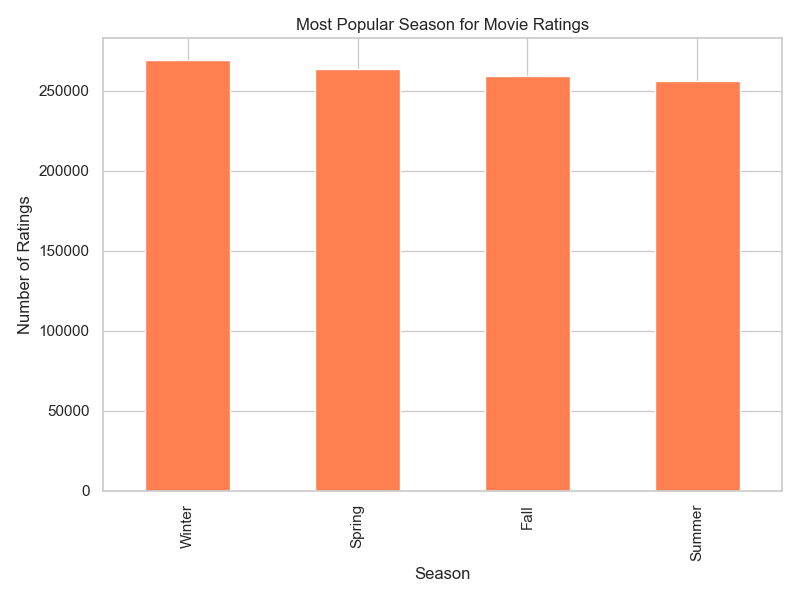 Most Popular Season for Movie Ratings
Number of Ratings
250000
200000
150000
100000
50000
0
Winter
Spring
Fall
Summer
Season